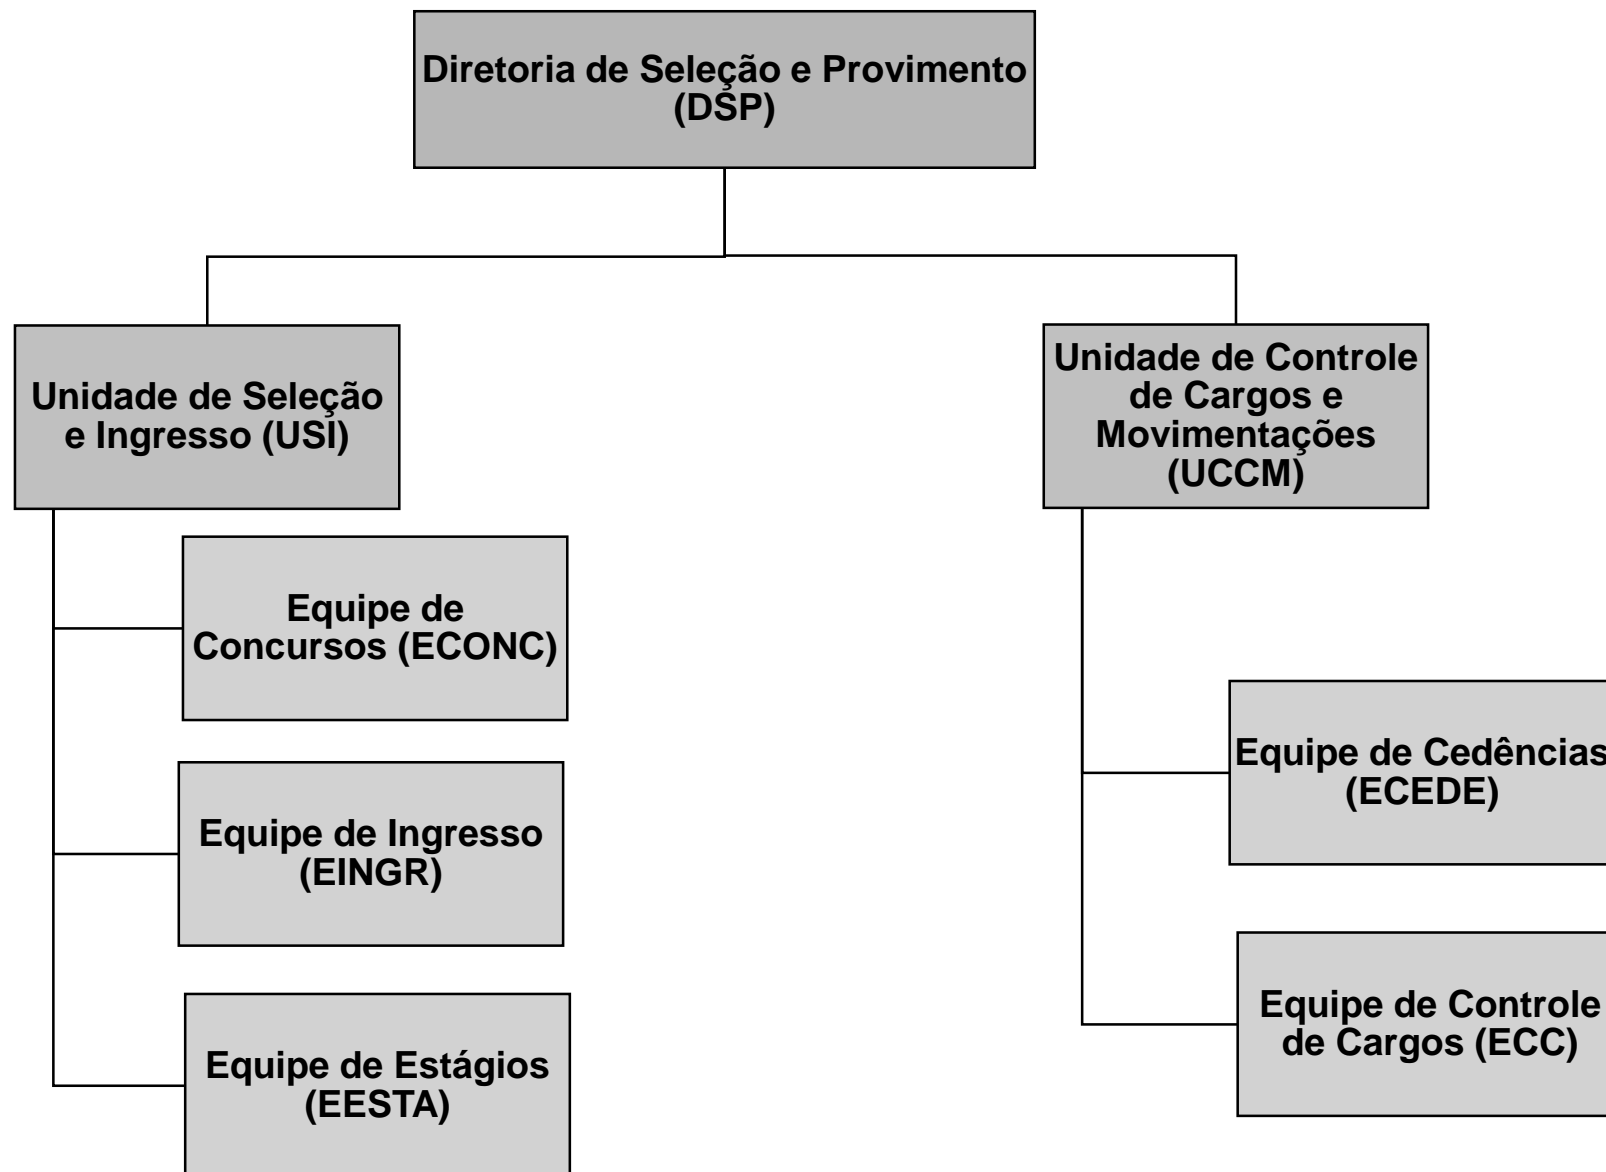 Diretoria de Seleção e Provimento
(DSP)
Unidade de Seleção
e Ingresso (USI)
Unidade de Controle
de Cargos e
Movimentações
(UCCM)
Equipe de
Concursos (ECONC)
Equipe de Ingresso
(EINGR)
Equipe de Estágios
(EESTA)
Equipe de Cedências
(ECEDE)
Equipe de Controle
de Cargos (ECC)